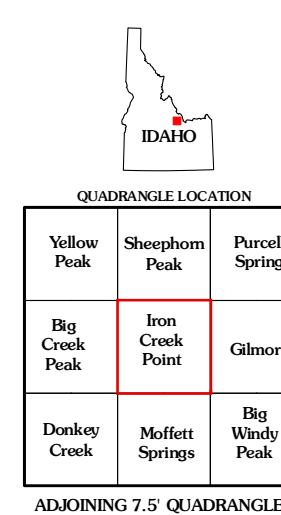 IDAHO
QUADRANGLE LOCATION
Yellow Peak
Sheephorn Peak
Purcell Spring
Big Creek Peak
Iron Creek Point
Gilmor
Donkey Creek
Moffett Springs
Big Windy Peak
ADJOINING 7.5' QUADRANGLE